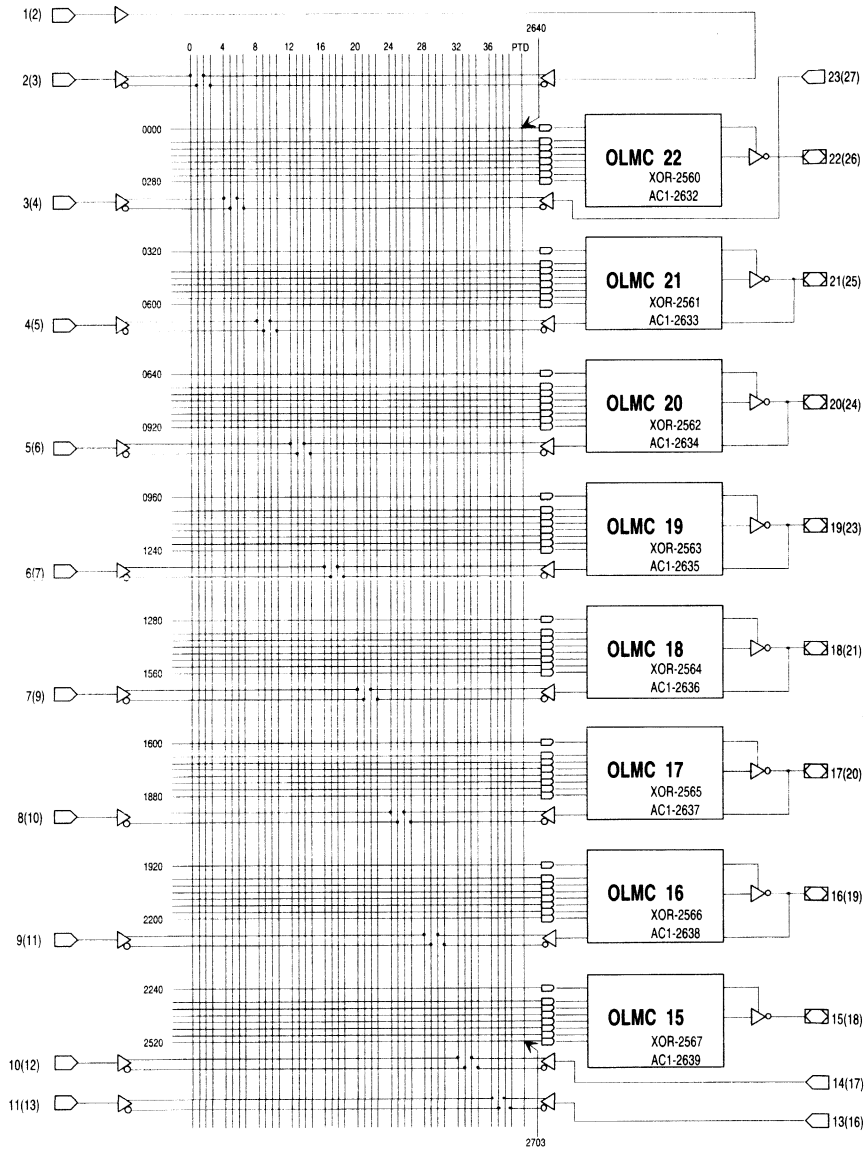 1(2)
2640
0 4 8 12 16 20 24 28 32 36 PTD
2(3)
23(27)
0000
OLMC 22
22(26)
XOR-2560
0280
AC1-2632
3(4)
0320
OLMC 21
21(25)
XOR-2561
0600
AC1-2633
4(5)
0640
OLMC 20
20(24)
XOR-2562
0920
AC1-2634
5(6)
0960
OLMC 19
19(23)
XOR-2563
1240
AC1-2635
6(7)
1280
OLMC 18
18(21)
XOR-2564
1560
AC1-2636
7(9)
1600
OLMC 17
17(20)
XOR-2565
1880
AC1-2637
8(10)
1920
OLMC 16
16(19)
XOR-2566
2200
AC1-2638
9(11)
2240
OLMC 15
15(18)
XOR-2567
2520
AC1-2639
10(12)
14(17)
11(13)
13(16)
2703